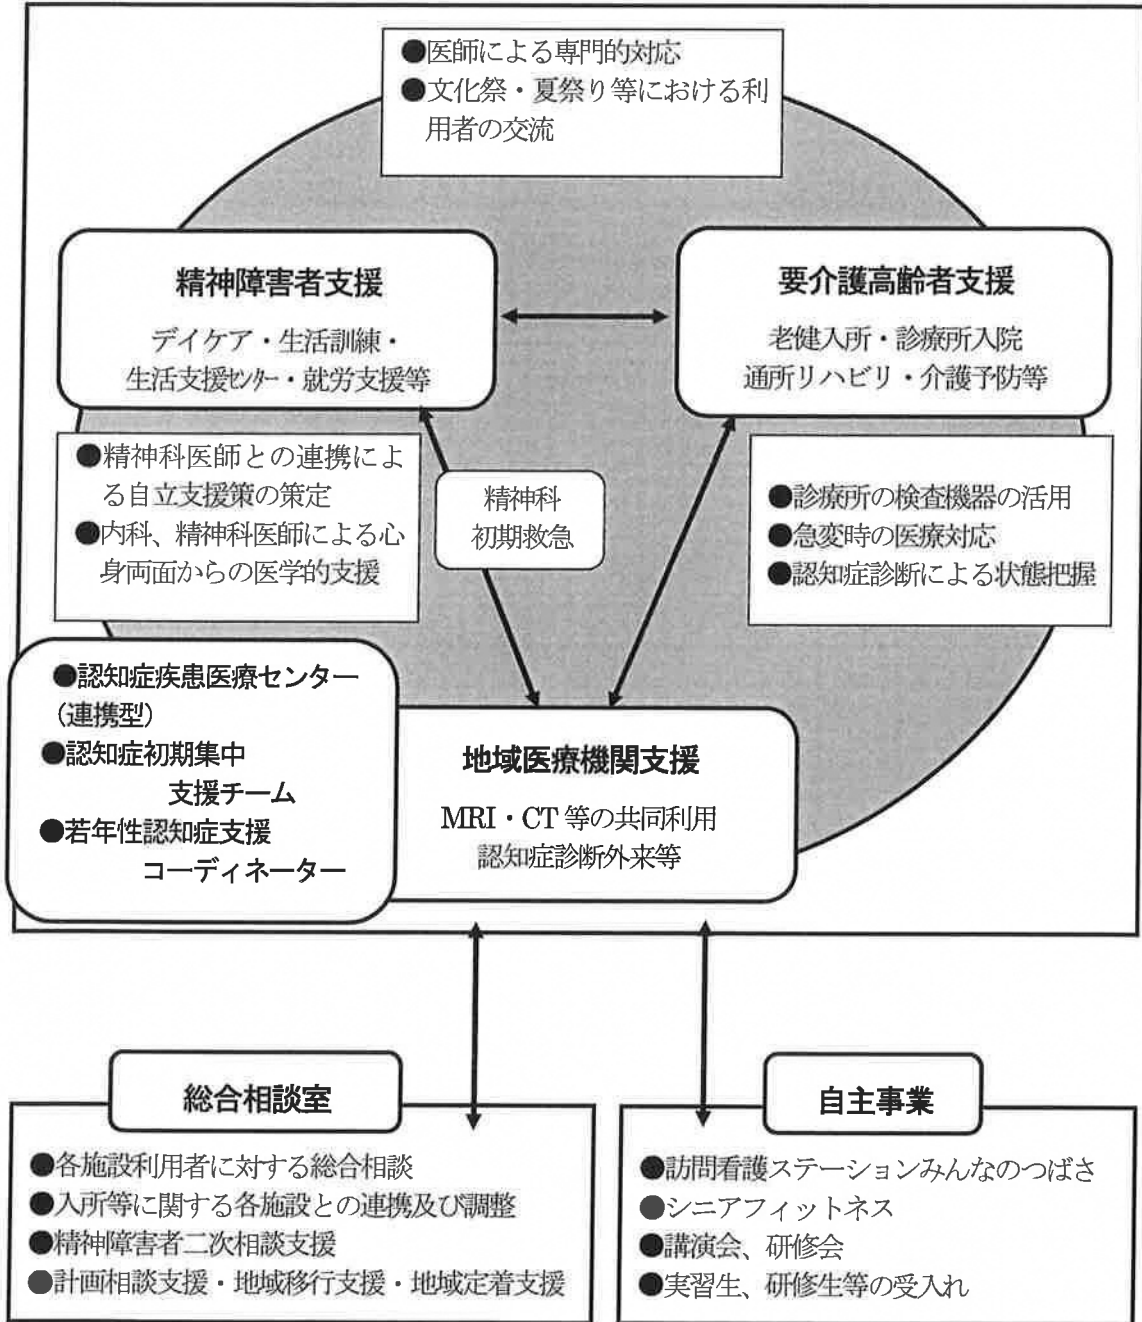 ●医師による専門的対応
●文化祭・夏祭り等における利
用者の交流
精神障害者支援
デイケア・生活訓練・
生活支援ｾﾝﾀｰ・就労支援等
要介護高齢者支援
老健入所・診療所入院
通所リハビリ・介護予防等
●精神科医師との連携によ
る自立支援策の策定
●内科、精神科医師による心
身両面からの医学的支援
精神科
初期救急
●診療所の検査機器の活用
●急変時の医療対応
●認知症診断による状態把握
●認知症疾患医療センター
（連携型）
●認知症初期集中
支援チーム
●若年性認知症支援
コーディネーター
地域医療機関支援
MRI・CT 等の共同利用
認知症診断外来等
総合相談室
●各施設利用者に対する総合相談
●入所等に関する各施設との連携及び調整
●精神障害者二次相談支援
●計画相談支援・地域移行支援・地域定着支援
自主事業
●訪問看護ステーションみんなのつばさ
●シニアフィットネス
●講演会、研修会
●実習生、研修生等の受入れ